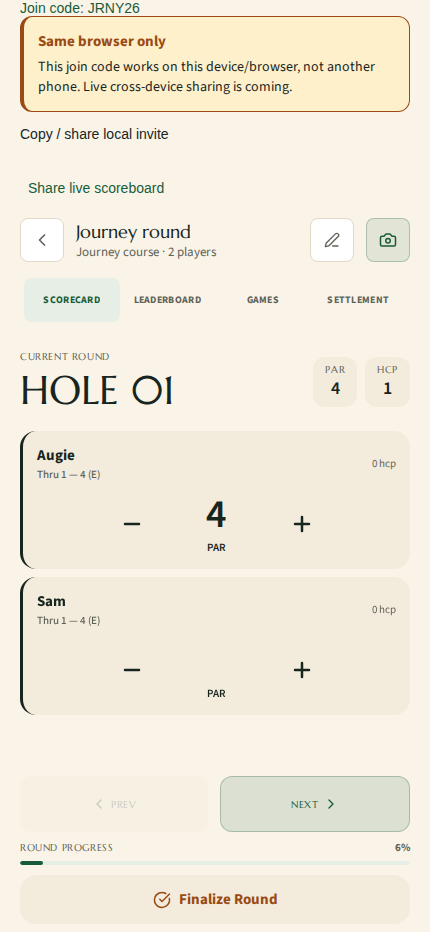 Join code: JRNY26
Same browser only
This join code works on this device/browser, not another
phone. Live cross-device sharing is coming.
Copy / share local invite
Share live scoreboard
Journey round
Journey course · 2 players
SCORECARD LEADERBOARD GAMES SETTLEMENT
CURRENT ROUND
HOLE 01
PAR
4
HCP
1
Augie
Thru 1 — 4 (E)
0 hcp
− 4 +
PAR
Sam
Thru 1 — 4 (E)
0 hcp
− +
PAR
PREV
NEXT
ROUND PROGRESS 6%
Finalize Round